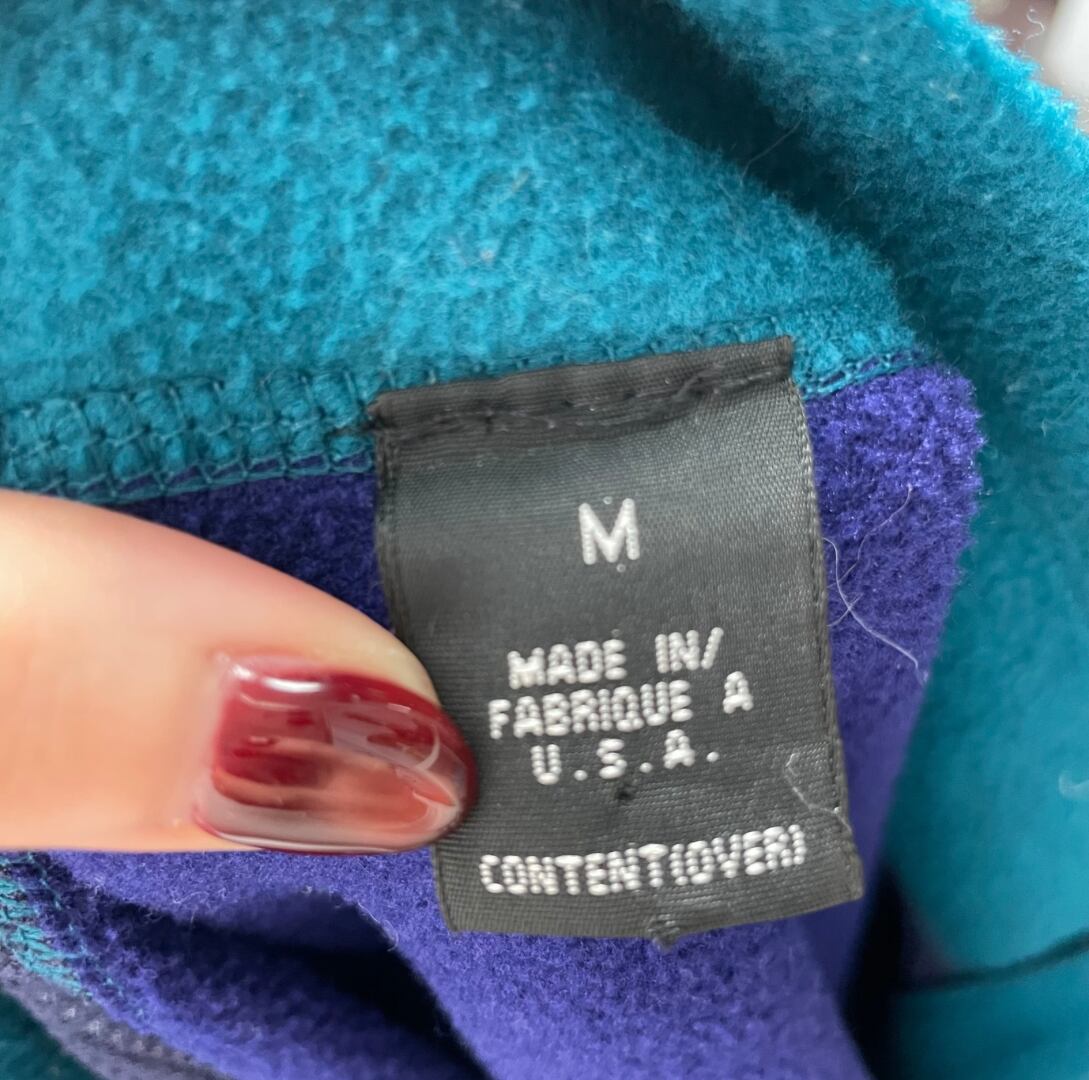 M
MADE IN/
FABRIQUE A
U.S.A.
CONTENT(OVER)